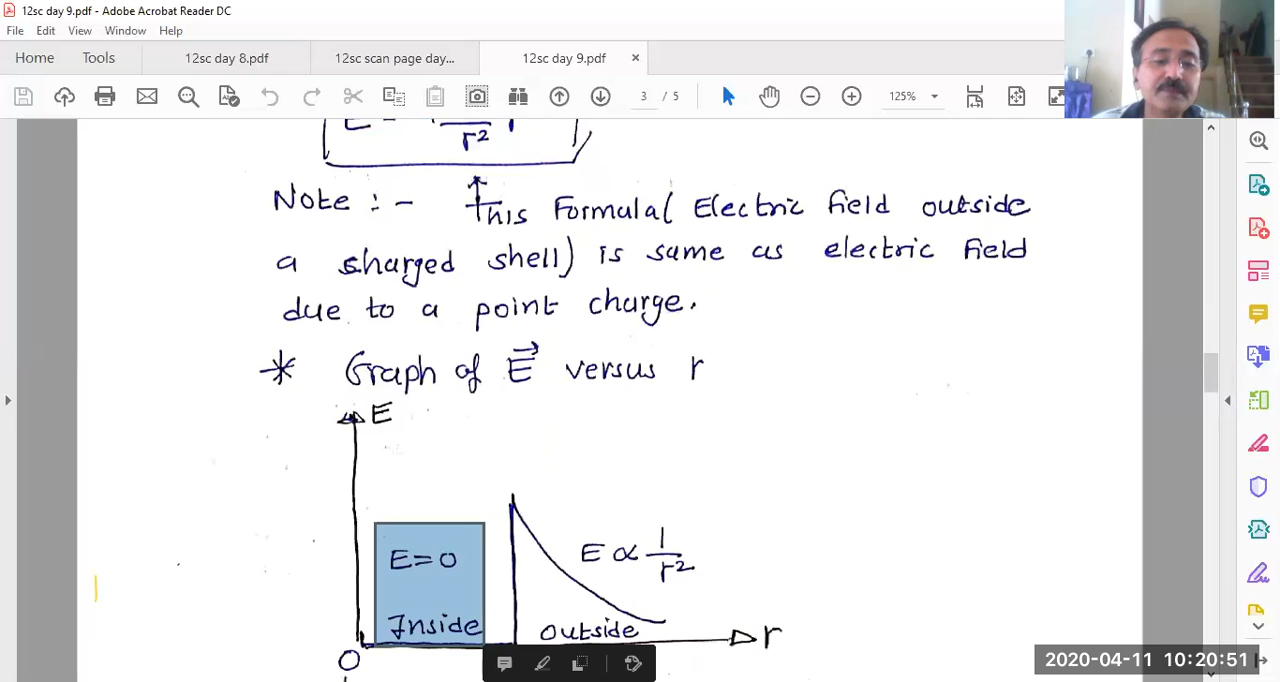 12sc day 9.pdf - Adobe Acrobat Reader DC
File Edit View Window Help
Home Tools 12sc day 8.pdf 12sc scan page day... 12sc day 9.pdf ×
3 / 5 125%
r²
Note :- This Formula( Electric field outside
a sharged shell) is same as electric field
due to a point charge.
* Graph of E⃗ versus r
E
E=0
E ∝ 1/r²
Inside
outside
r
O
2020-04-11 10:20:51